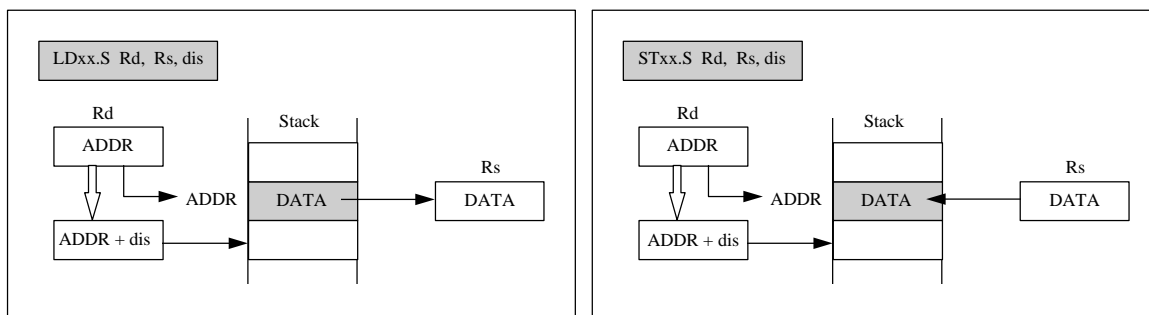 LDxx.S Rd, Rs, dis
Rd
Stack
ADDR
Rs
ADDR
DATA
DATA
ADDR + dis
STxx.S Rd, Rs, dis
Rd
Stack
ADDR
Rs
ADDR
DATA
DATA
ADDR + dis